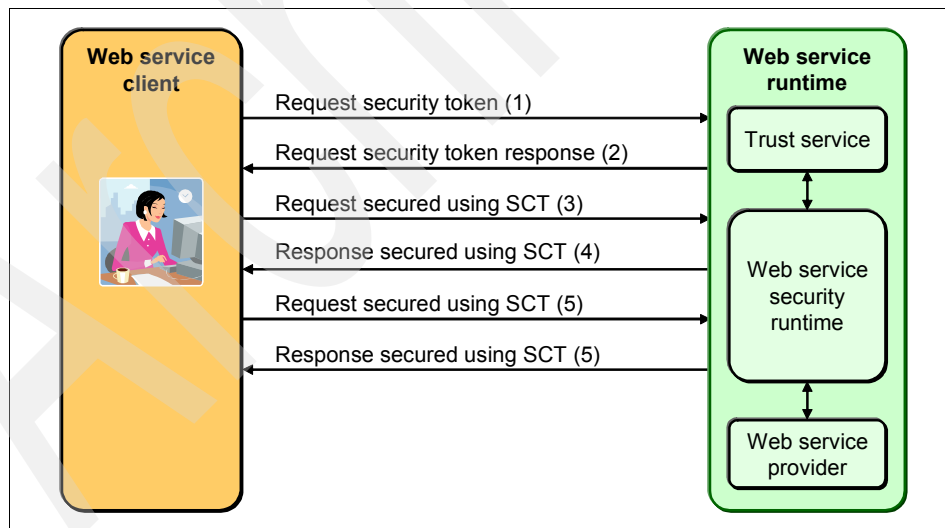 Web service
client
Web service
runtime
Request security token (1)
Trust service
Request security token response (2)
Request secured using SCT (3)
Response secured using SCT (4)
Web service
security
runtime
Request secured using SCT (5)
Response secured using SCT (5)
Web service
provider